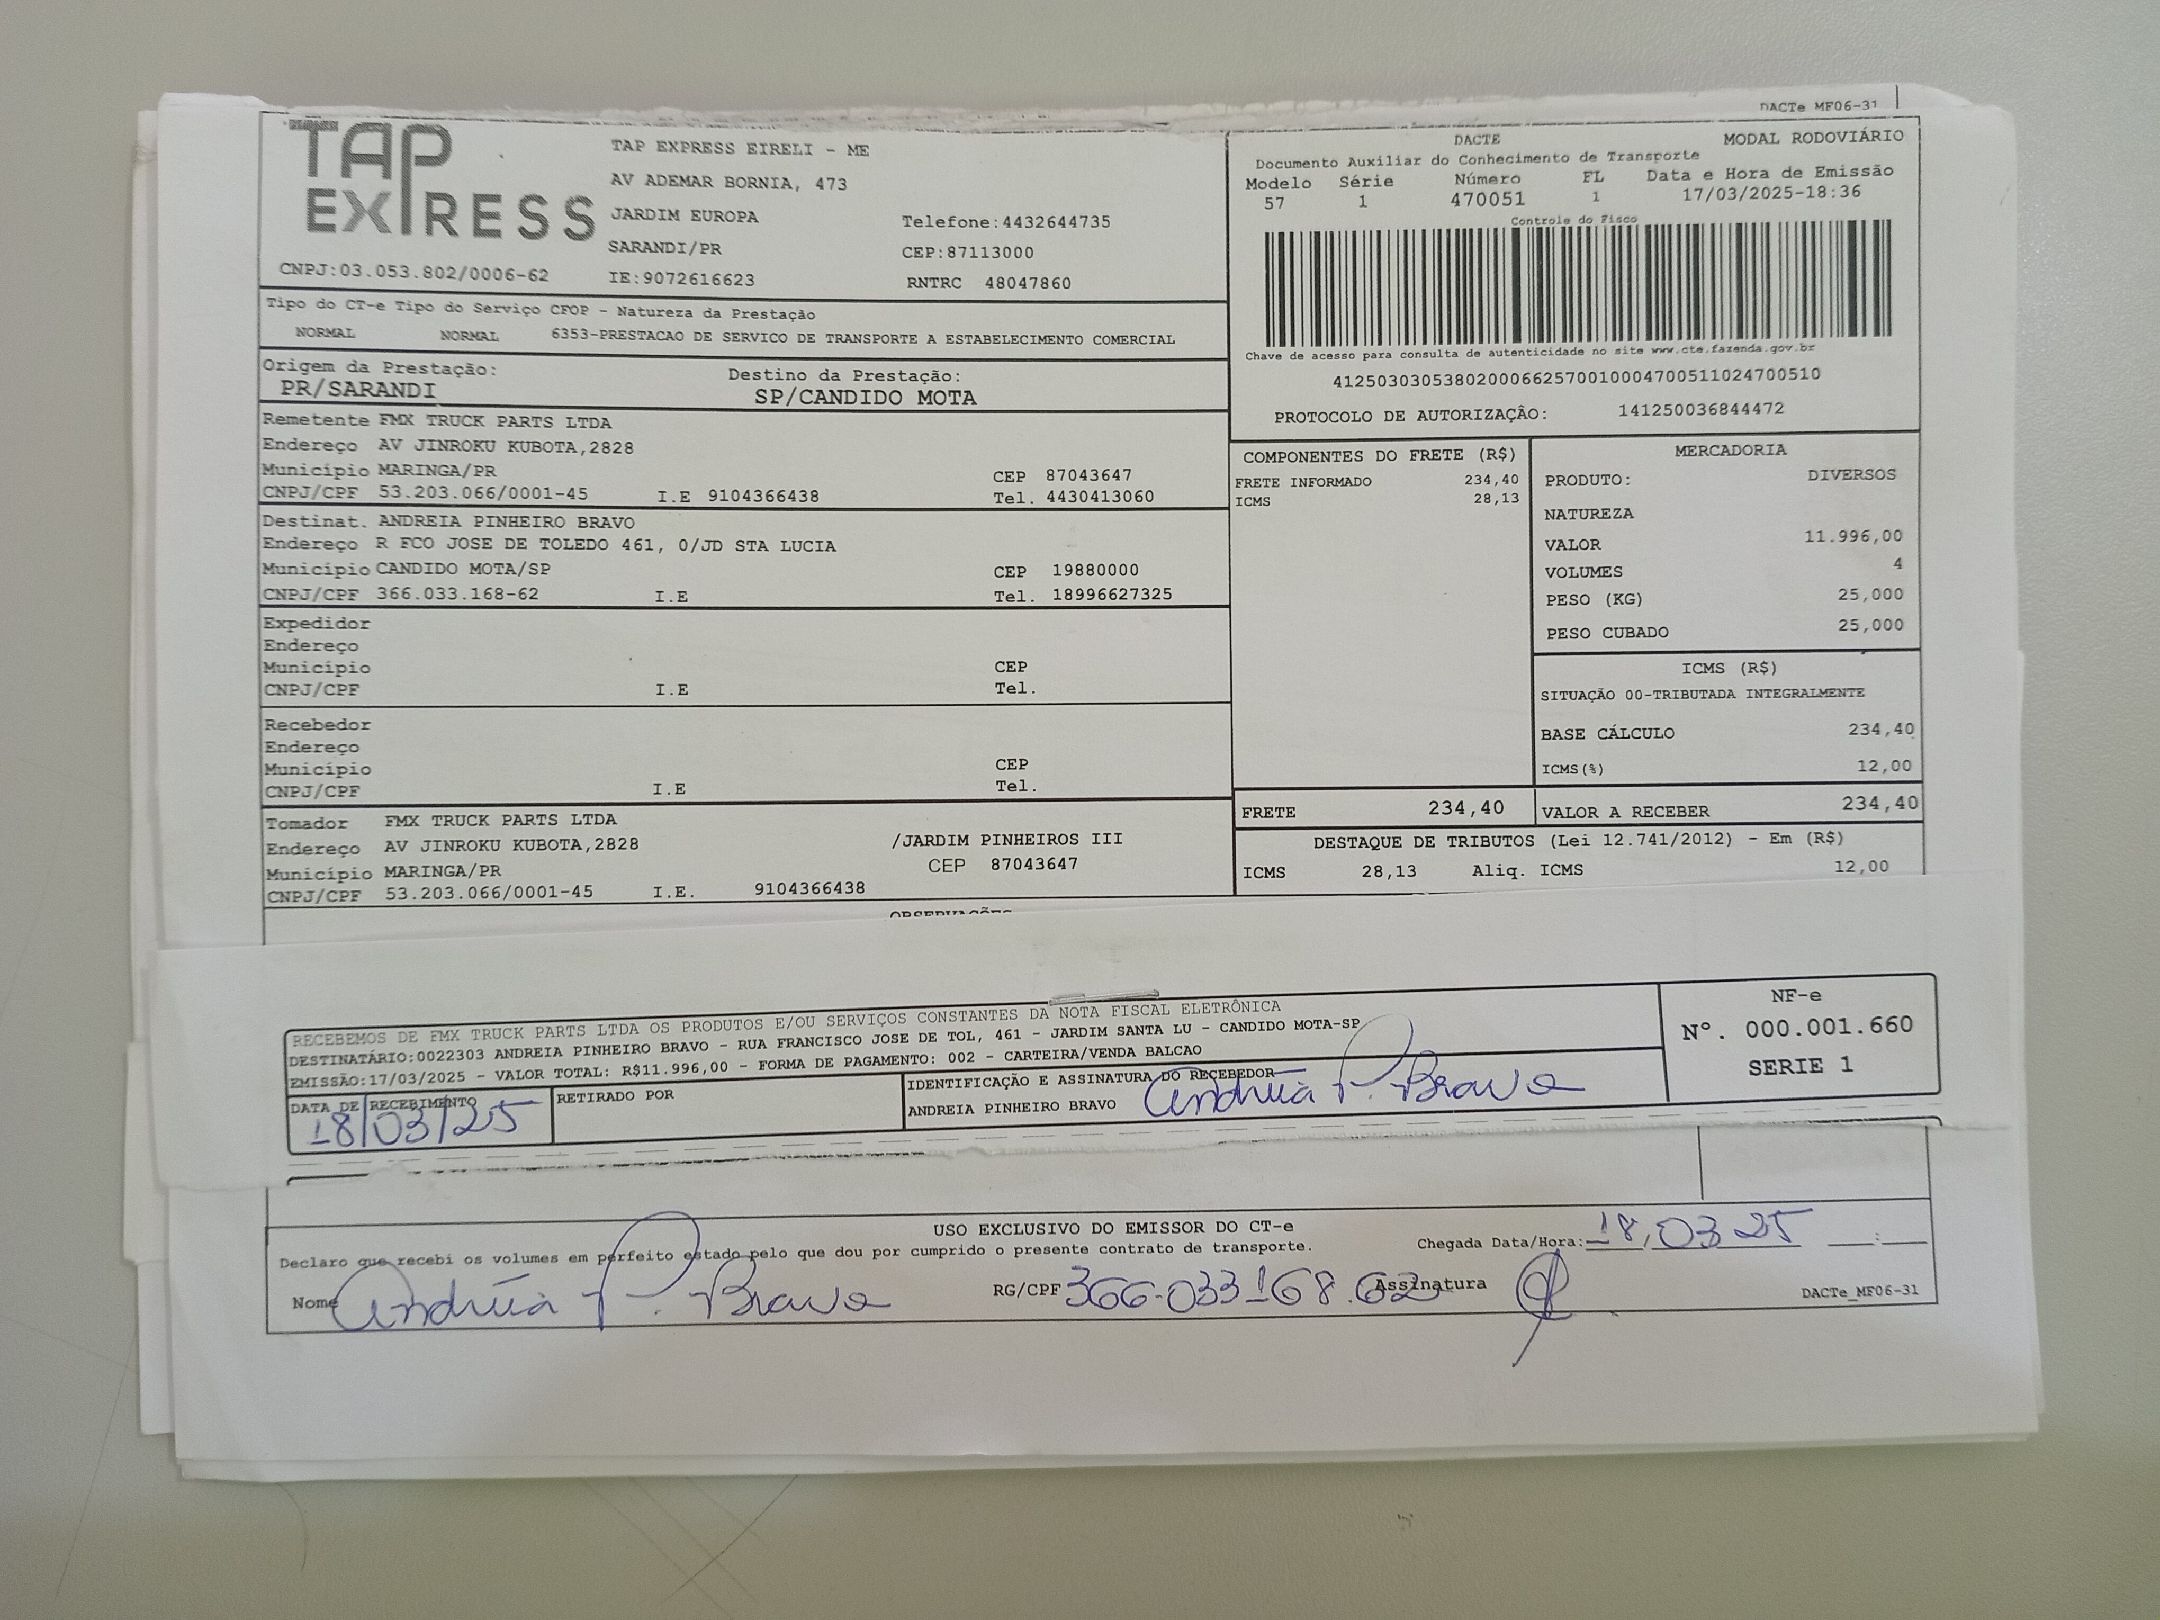 DACTe MF06-31
TAP EXPRESS
TAP EXPRESS EIRELI - ME
AV ADEMAR BORNIA, 473
JARDIM EUROPA Telefone:4432644735
SARANDI/PR CEP:87113000
CNPJ:03.053.802/0006-62 IE:9072616623 RNTRC 48047860
DACTE MODAL RODOVIÁRIO
Documento Auxiliar do Conhecimento de Transporte
Modelo Série Número FL Data e Hora de Emissão
57 1 470051 1 17/03/2025-18:36
Controle do Fisco
Chave de acesso para consulta de autenticidade no site www.cte.fazenda.gov.br
41250303053802000662570010004700511024700510
PROTOCOLO DE AUTORIZAÇÃO: 141250036844472
Tipo do CT-e Tipo do Serviço CFOP - Natureza da Prestação
NORMAL NORMAL 6353-PRESTACAO DE SERVICO DE TRANSPORTE A ESTABELECIMENTO COMERCIAL
Origem da Prestação: Destino da Prestação:
PR/SARANDI SP/CANDIDO MOTA
Remetente FMX TRUCK PARTS LTDA
Endereço AV JINROKU KUBOTA,2828
Município MARINGA/PR CEP 87043647
CNPJ/CPF 53.203.066/0001-45 I.E 9104366438 Tel. 4430413060
Destinat. ANDREIA PINHEIRO BRAVO
Endereço R FCO JOSE DE TOLEDO 461, 0/JD STA LUCIA
Município CANDIDO MOTA/SP CEP 19880000
CNPJ/CPF 366.033.168-62 I.E Tel. 18996627325
Expedidor
Endereço
Município CEP
CNPJ/CPF I.E Tel.
Recebedor
Endereço
Município CEP
CNPJ/CPF I.E Tel.
Tomador FMX TRUCK PARTS LTDA
Endereço AV JINROKU KUBOTA,2828 /JARDIM PINHEIROS III
Município MARINGA/PR CEP 87043647
CNPJ/CPF 53.203.066/0001-45 I.E. 9104366438
COMPONENTES DO FRETE (R$)
FRETE INFORMADO 234,40
ICMS 28,13
MERCADORIA
PRODUTO: DIVERSOS
NATUREZA
VALOR 11.996,00
VOLUMES 4
PESO (KG) 25,000
PESO CUBADO 25,000
ICMS (R$)
SITUAÇÃO 00-TRIBUTADA INTEGRALMENTE
BASE CÁLCULO 234,40
ICMS(%) 12,00
FRETE 234,40 VALOR A RECEBER 234,40
DESTAQUE DE TRIBUTOS (Lei 12.741/2012) - Em (R$)
ICMS 28,13 Aliq. ICMS 12,00
OBSERVAÇÕES
RECEBEMOS DE FMX TRUCK PARTS LTDA OS PRODUTOS E/OU SERVIÇOS CONSTANTES DA NOTA FISCAL ELETRÔNICA
DESTINATÁRIO:0022303 ANDREIA PINHEIRO BRAVO - RUA FRANCISCO JOSE DE TOL, 461 - JARDIM SANTA LU - CANDIDO MOTA-SP
EMISSÃO:17/03/2025 - VALOR TOTAL: R$11.996,00 - FORMA DE PAGAMENTO: 002 - CARTEIRA/VENDA BALCAO
DATA DE RECEBIMENTO
18/03/25
RETIRADO POR
IDENTIFICAÇÃO E ASSINATURA DO RECEBEDOR
ANDREIA PINHEIRO BRAVO Andréia P. Bravo
NF-e
Nº. 000.001.660
SERIE 1
USO EXCLUSIVO DO EMISSOR DO CT-e
Declaro que recebi os volumes em perfeito estado pelo que dou por cumprido o presente contrato de transporte. Chegada Data/Hora: 18,03 25 :
Nome Andréia P. Bravo RG/CPF 366.033168.62 Assinatura DACTe_MF06-31